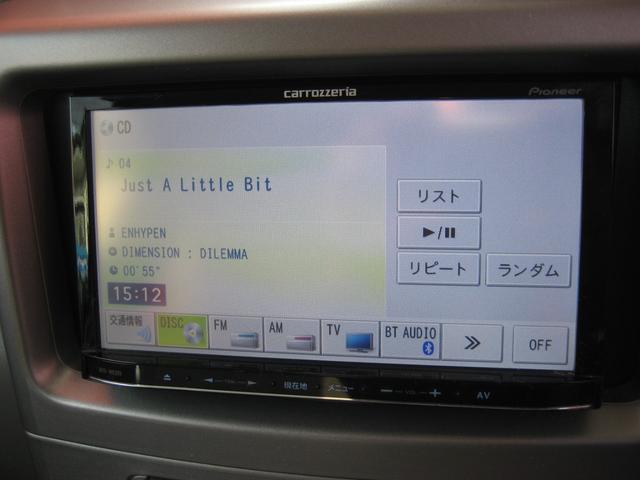 carrozzeria
Pioneer
CD
04
Just A Little Bit
ENHYPEN
DIMENSION : DILEMMA
00'55"
15:12
リスト
▶/II
リピート
ランダム
交通情報
DISC
FM
AM
TV
BT AUDIO
OFF
現在地
メニュー
VOL
AV